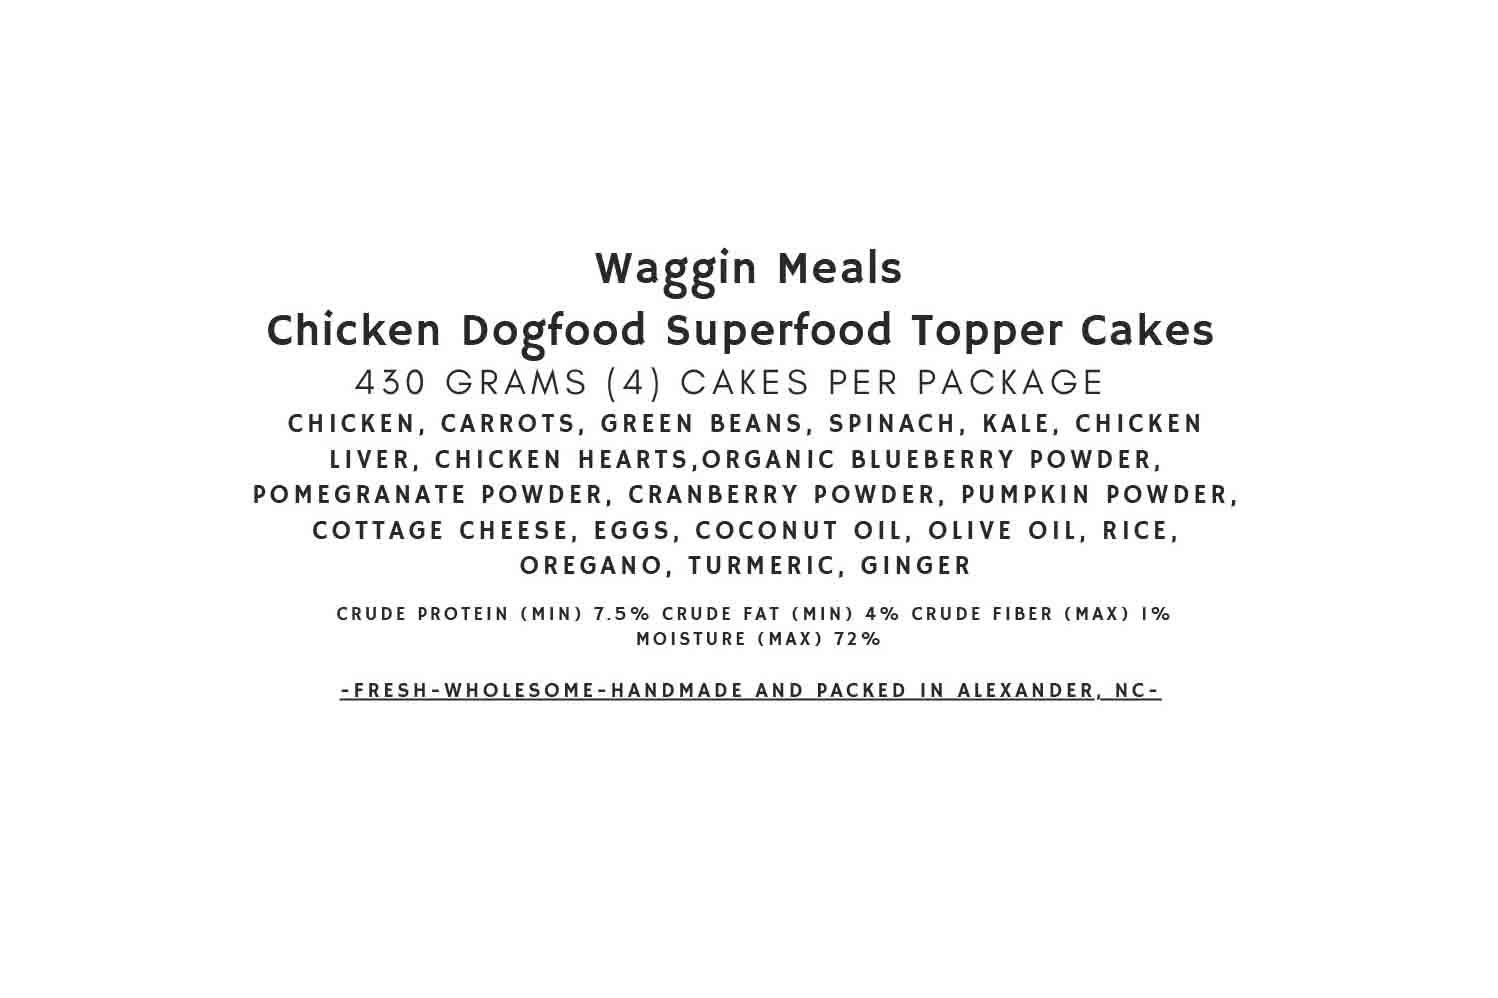 Waggin Meals
Chicken Dogfood Superfood Topper Cakes
430 GRAMS (4) CAKES PER PACKAGE
CHICKEN, CARROTS, GREEN BEANS, SPINACH, KALE, CHICKEN
LIVER, CHICKEN HEARTS,ORGANIC BLUEBERRY POWDER,
POMEGRANATE POWDER, CRANBERRY POWDER, PUMPKIN POWDER,
COTTAGE CHEESE, EGGS, COCONUT OIL, OLIVE OIL, RICE,
OREGANO, TURMERIC, GINGER
CRUDE PROTEIN (MIN) 7.5% CRUDE FAT (MIN) 4% CRUDE FIBER (MAX) 1%
MOISTURE (MAX) 72%
-FRESH-WHOLESOME-HANDMADE AND PACKED IN ALEXANDER, NC-